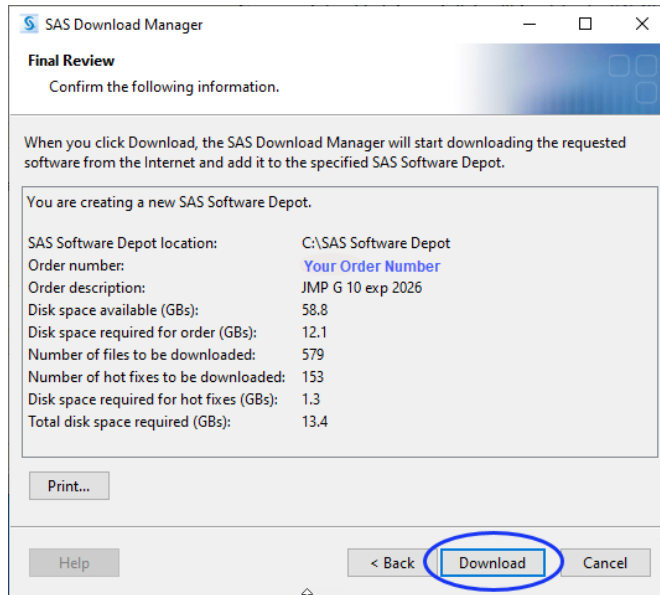 SAS Download Manager
Final Review
Confirm the following information.
When you click Download, the SAS Download Manager will start downloading the requested
software from the Internet and add it to the specified SAS Software Depot.
You are creating a new SAS Software Depot.
SAS Software Depot location: C:\SAS Software Depot
Order number: Your Order Number
Order description: JMP G 10 exp 2026
Disk space available (GBs): 58.8
Disk space required for order (GBs): 12.1
Number of files to be downloaded: 579
Number of hot fixes to be downloaded: 153
Disk space required for hot fixes (GBs): 1.3
Total disk space required (GBs): 13.4
Print...
Help < Back Download Cancel